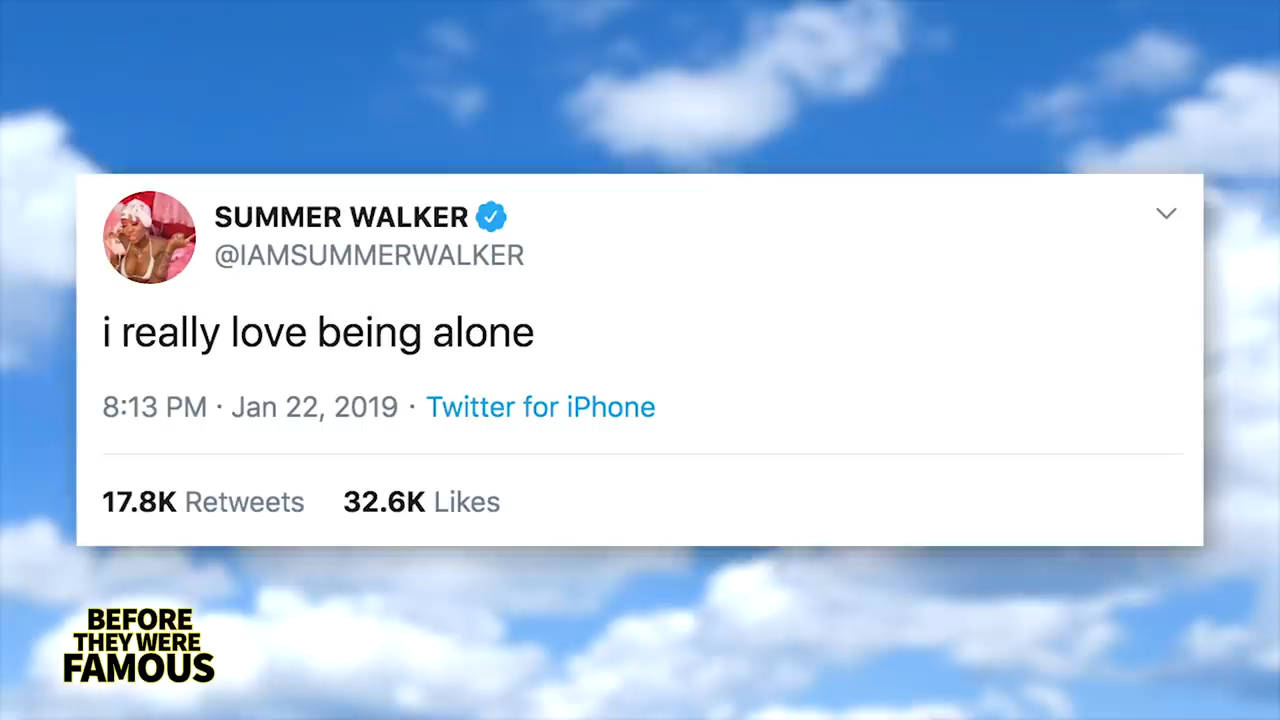 SUMMER WALKER
@IAMSUMMERWALKER
i really love being alone
8:13 PM · Jan 22, 2019 · Twitter for iPhone
17.8K Retweets 32.6K Likes
BEFORE
THEY WERE
FAMOUS